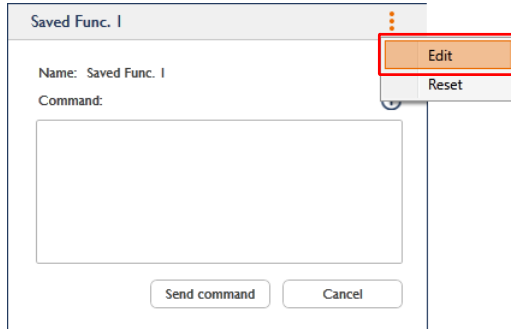 Saved Func. 1
Edit
Name: Saved Func. 1
Reset
Command:
Send command
Cancel